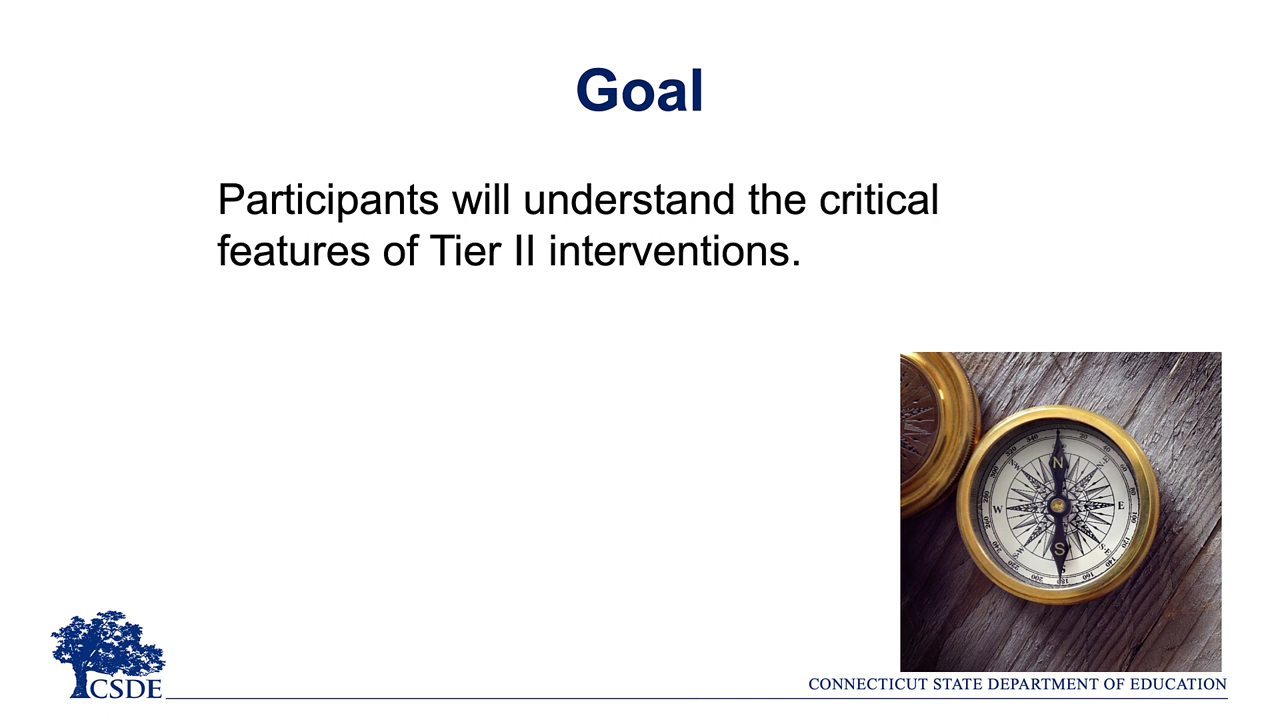 Goal
Participants will understand the critical
features of Tier II interventions.
N
E
S
W
CSDE
CONNECTICUT STATE DEPARTMENT OF EDUCATION